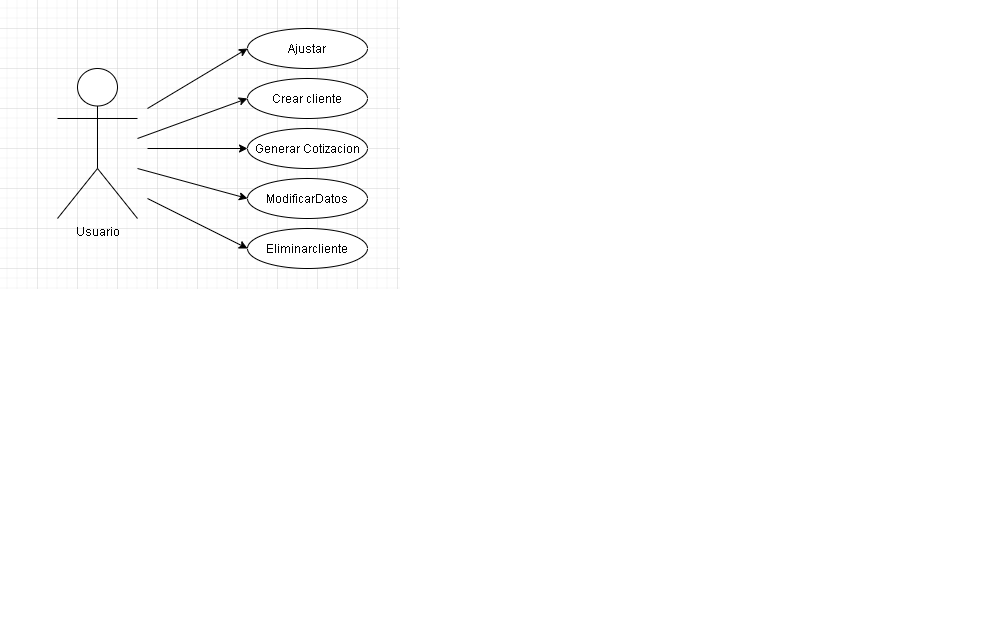 Ajustar
Crear cliente
Generar Cotizacion
ModificarDatos
Eliminarcliente
Usuario